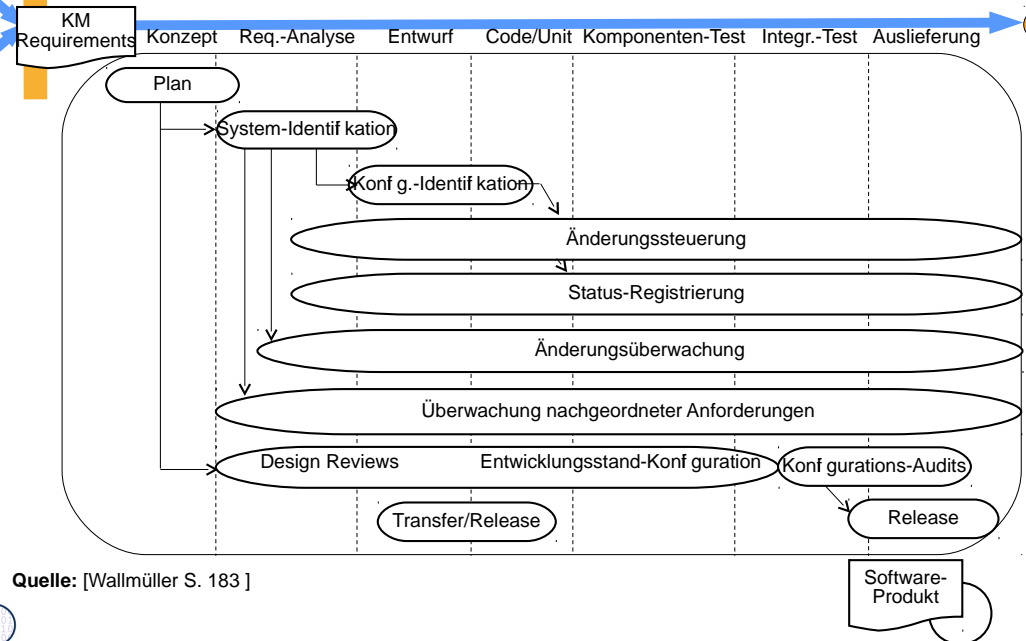 KM
Requirements
Konzept Req.-Analyse Entwurf Code/Unit Komponenten-Test Integr.-Test Auslieferung
Plan
System-Identif kation
Konf g.-Identif kation
Änderungssteuerung
Status-Registrierung
Änderungsüberwachung
Überwachung nachgeordneter Anforderungen
Design Reviews Entwicklungsstand-Konf guration Konf gurations-Audits
Transfer/Release Release
Quelle: [Wallmüller S. 183 ]
Software-
Produkt